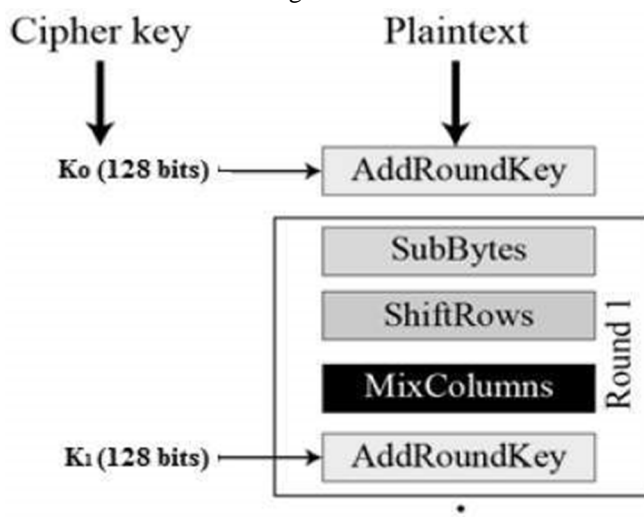 Cipher key
Plaintext
K0 (128 bits)
AddRoundKey
SubBytes
ShiftRows
MixColumns
Round 1
K1 (128 bits)
AddRoundKey